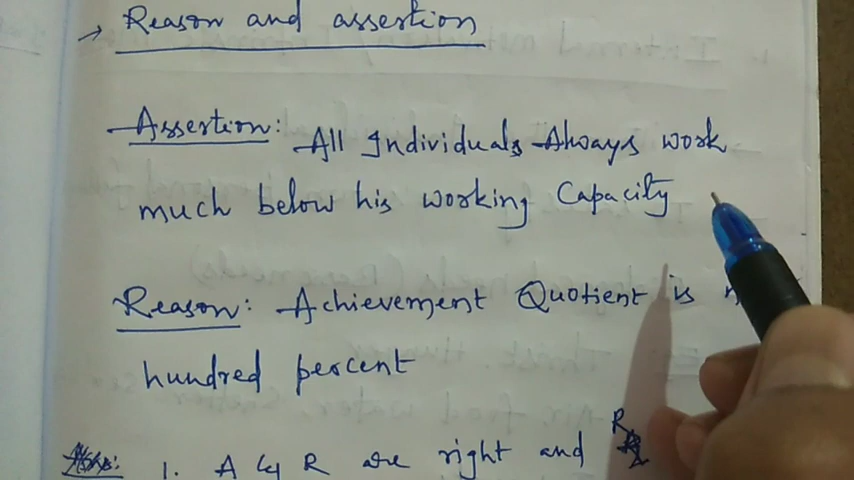 → Reason and assertion
Assertion: All Individuals Always work
much below his working Capacity
Reason: Achievement Quotient is
hundred percent
1. A & R are right and R